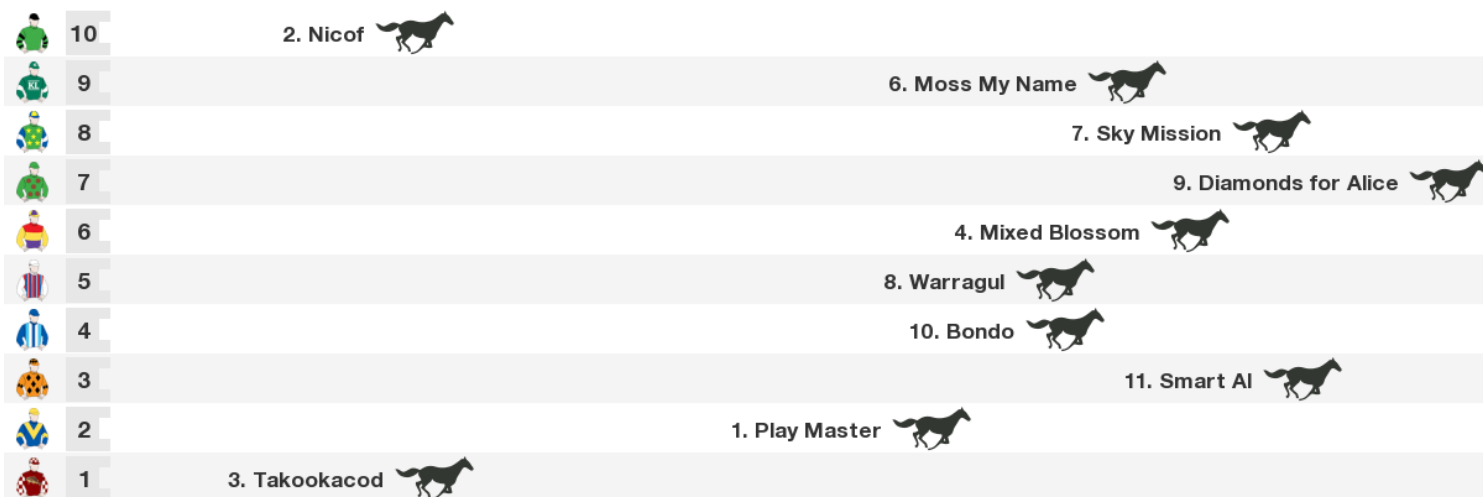 10 2. Nicof
9 6. Moss My Name
8 7. Sky Mission
7 9. Diamonds for Alice
6 4. Mixed Blossom
5 8. Warragul
4 10. Bondo
3 11. Smart Al
2 1. Play Master
1 3. Takookacod